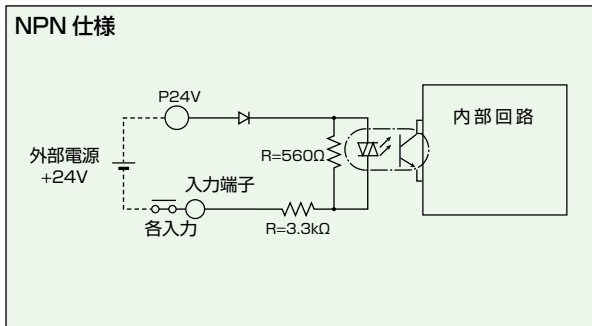 NPN 仕様
P24V
内部回路
R=560Ω
外部電源
+24V
入力端子
各入力
R=3.3kΩ